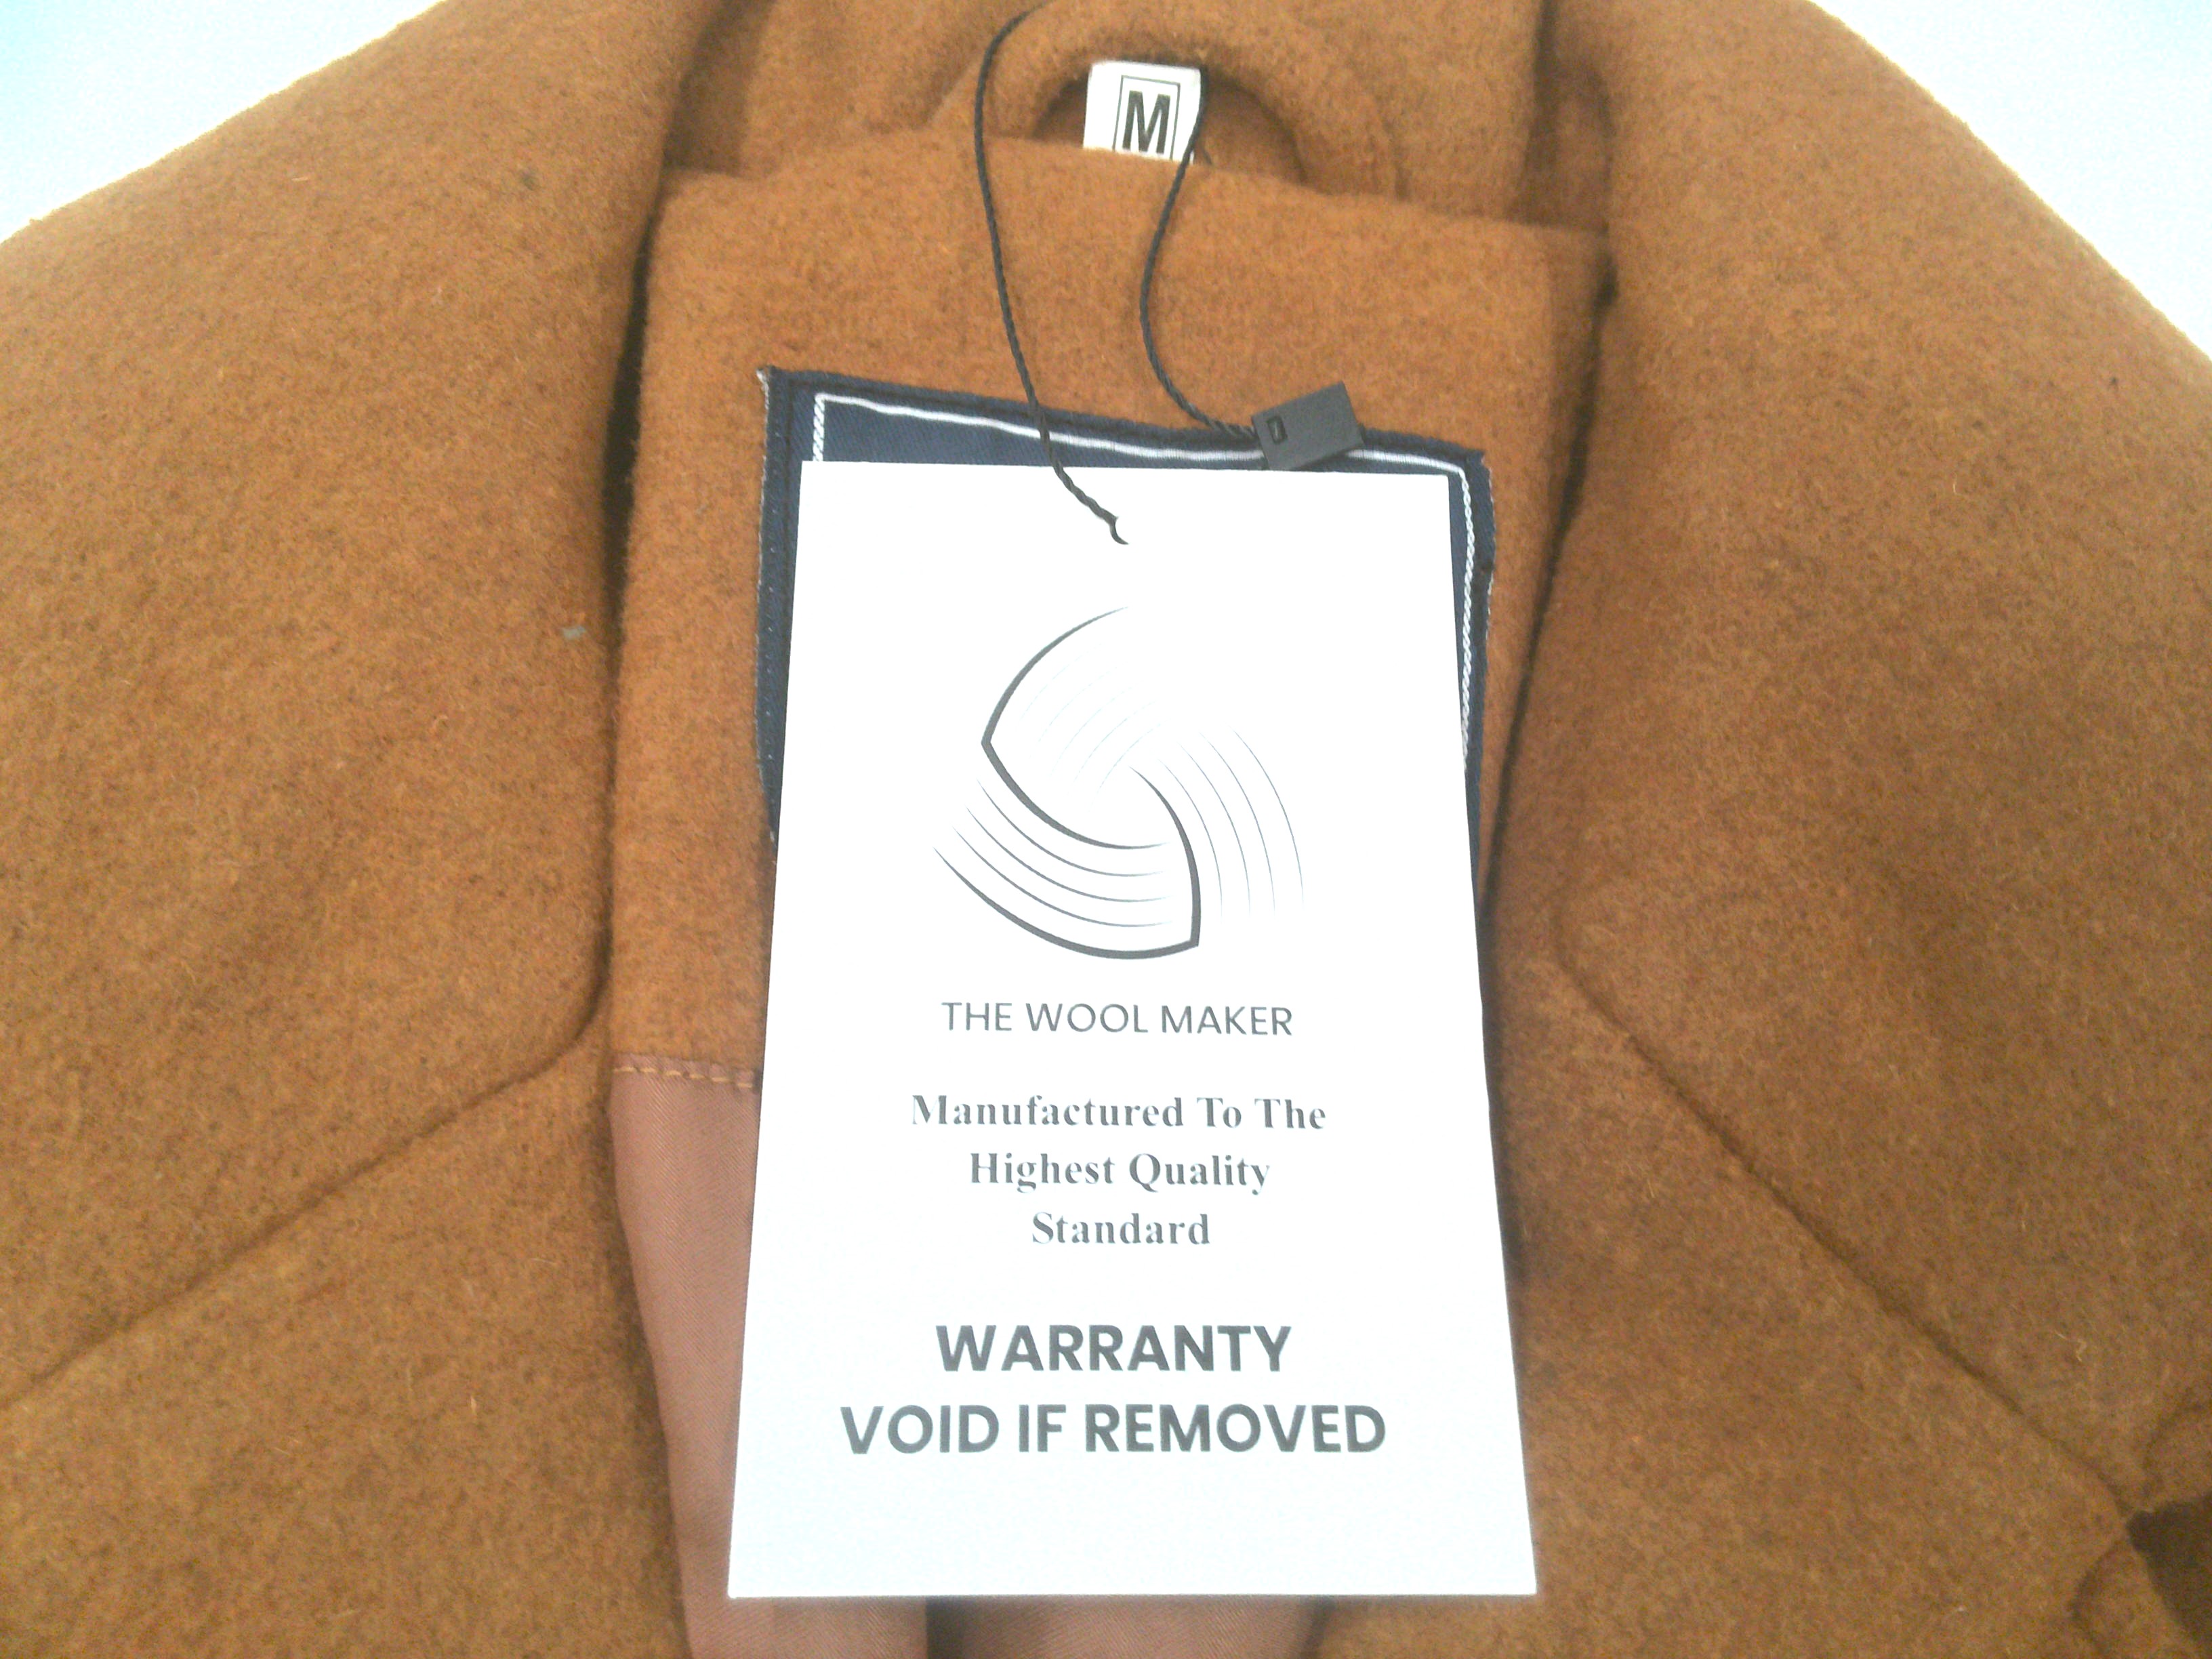 M
THE WOOL MAKER
Manufactured To The
Highest Quality
Standard
WARRANTY
VOID IF REMOVED